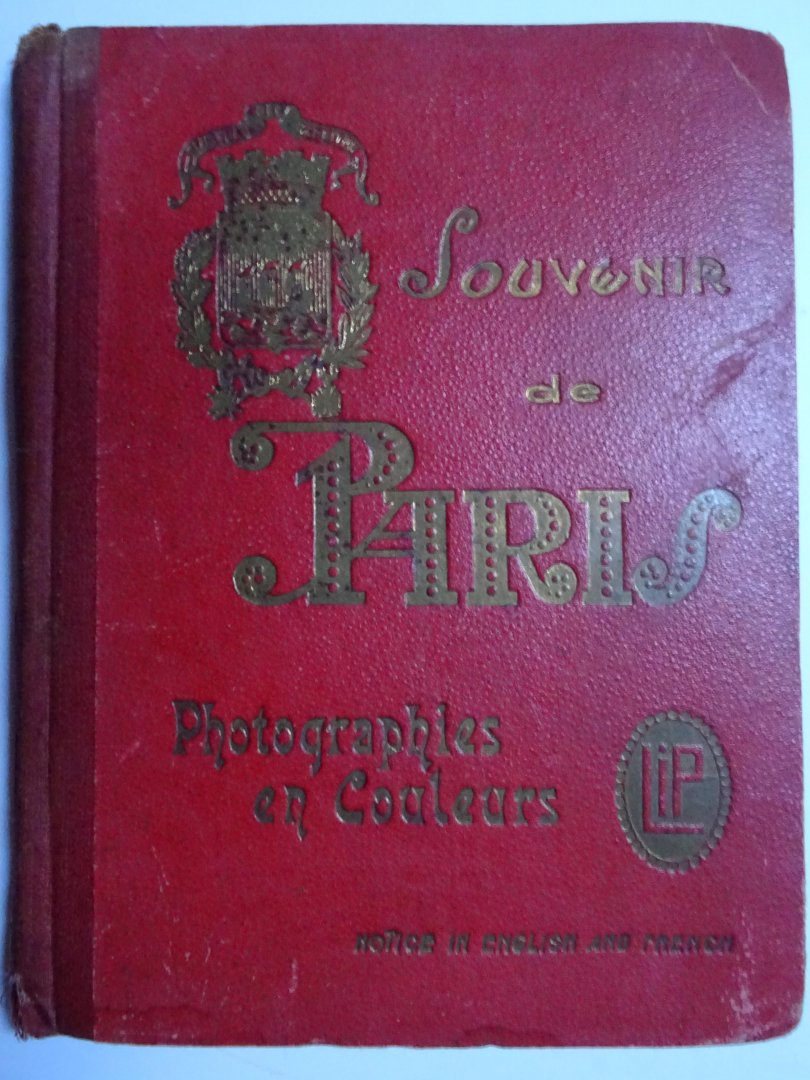 Souvenir
de
Paris
Photographies
en Couleurs
LiP
NOTICE IN ENGLISH AND FRENCH